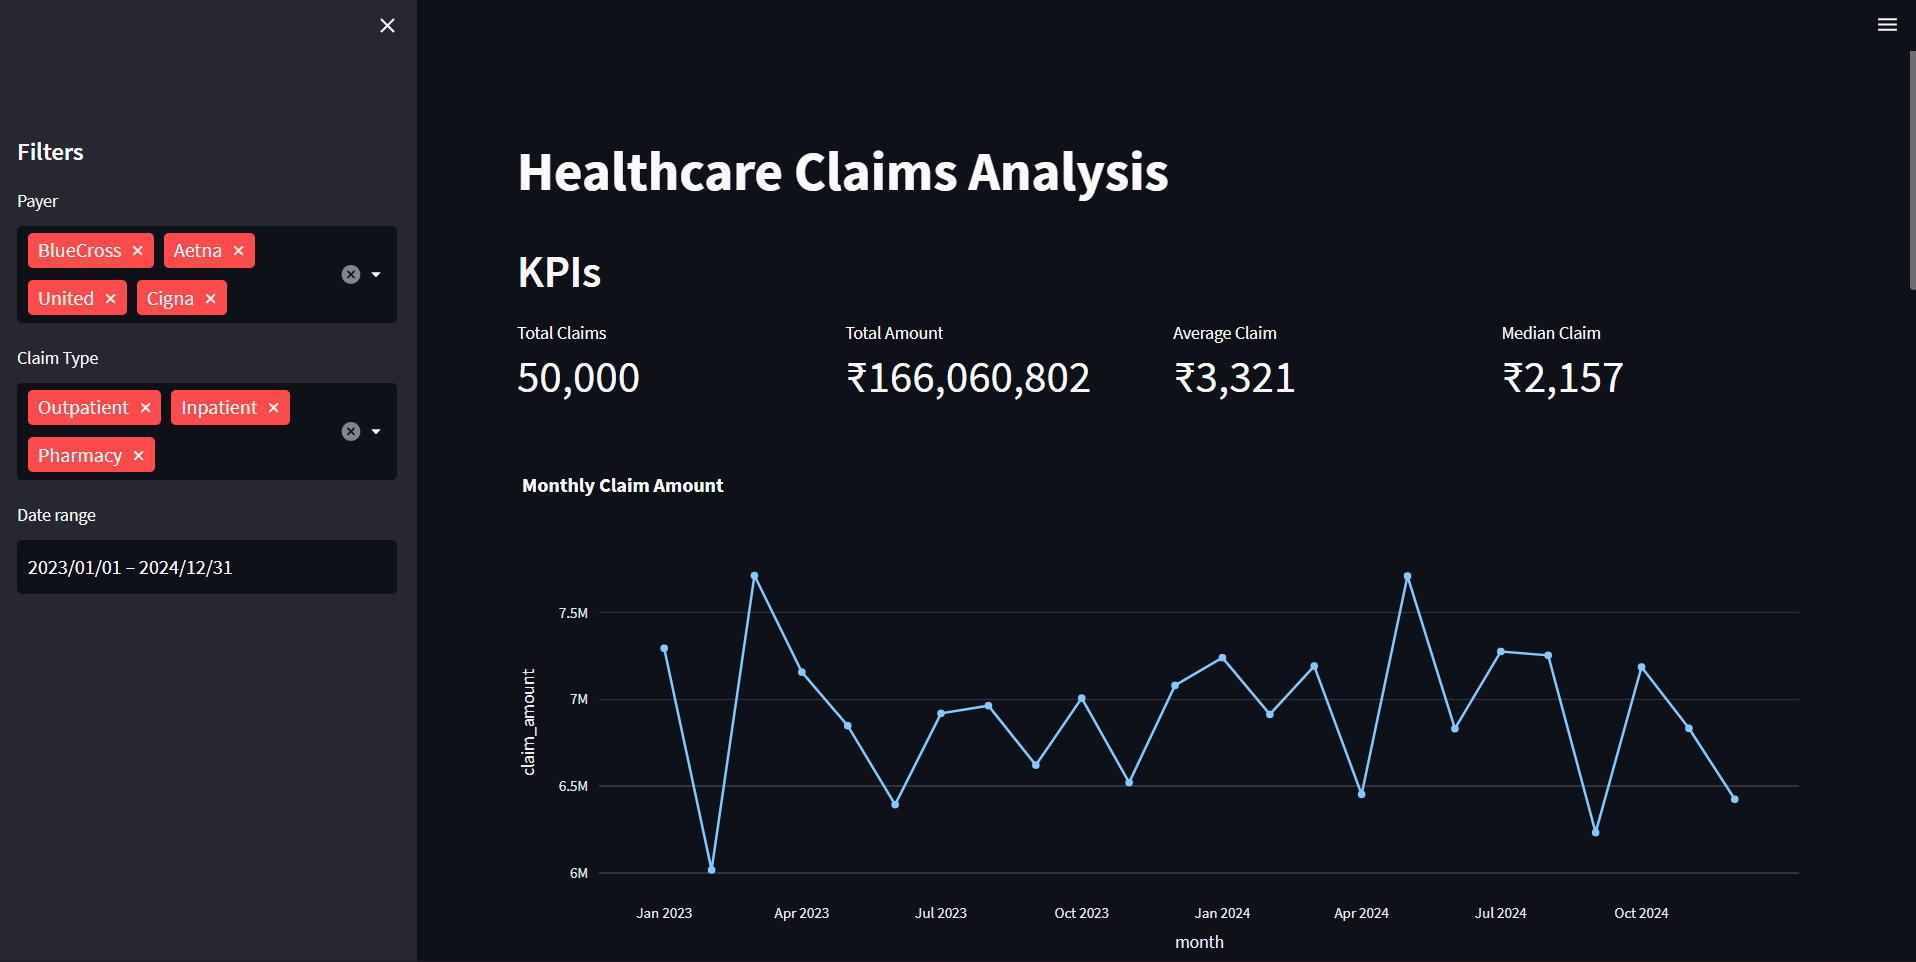 Filters
Payer
BlueCross
Aetna
United
Cigna
Claim Type
Outpatient
Inpatient
Pharmacy
Date range
2023/01/01 – 2024/12/31
Healthcare Claims Analysis
KPIs
Total Claims
50,000
Total Amount
₹166,060,802
Average Claim
₹3,321
Median Claim
₹2,157
Monthly Claim Amount
claim_amount
7.5M
7M
6.5M
6M
Jan 2023
Apr 2023
Jul 2023
Oct 2023
Jan 2024
Apr 2024
Jul 2024
Oct 2024
month